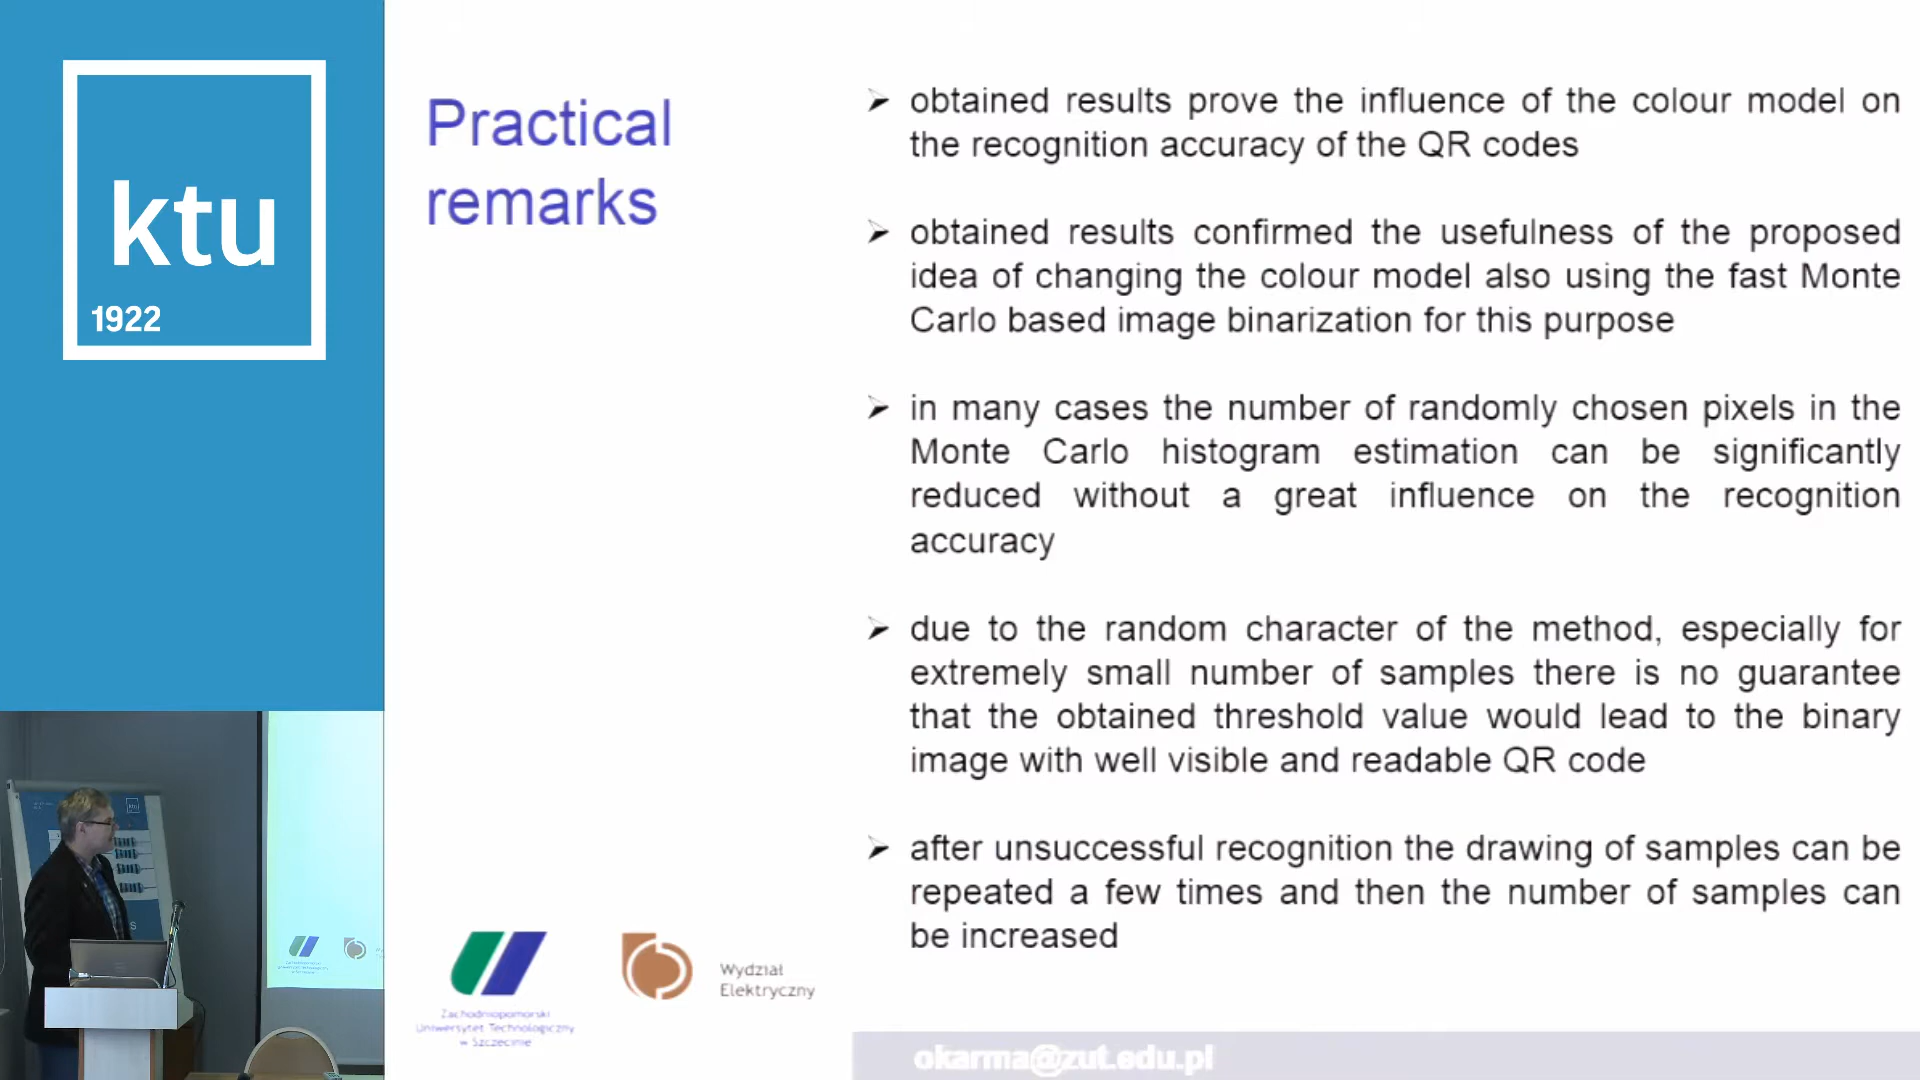 ktu
1922
Practical
remarks
obtained results prove the influence of the colour model on
the recognition accuracy of the QR codes
obtained results confirmed the usefulness of the proposed
idea of changing the colour model also using the fast Monte
Carlo based image binarization for this purpose
in many cases the number of randomly chosen pixels in the
Monte Carlo histogram estimation can be significantly
reduced without a great influence on the recognition
accuracy
due to the random character of the method, especially for
extremely small number of samples there is no guarantee
that the obtained threshold value would lead to the binary
image with well visible and readable QR code
after unsuccessful recognition the drawing of samples can be
repeated a few times and then the number of samples can
be increased
Zachodniopomorski
Uniwersytet Technologiczny
w Szczecinie
Wydział
Elektryczny
okarma@zut.edu.pl